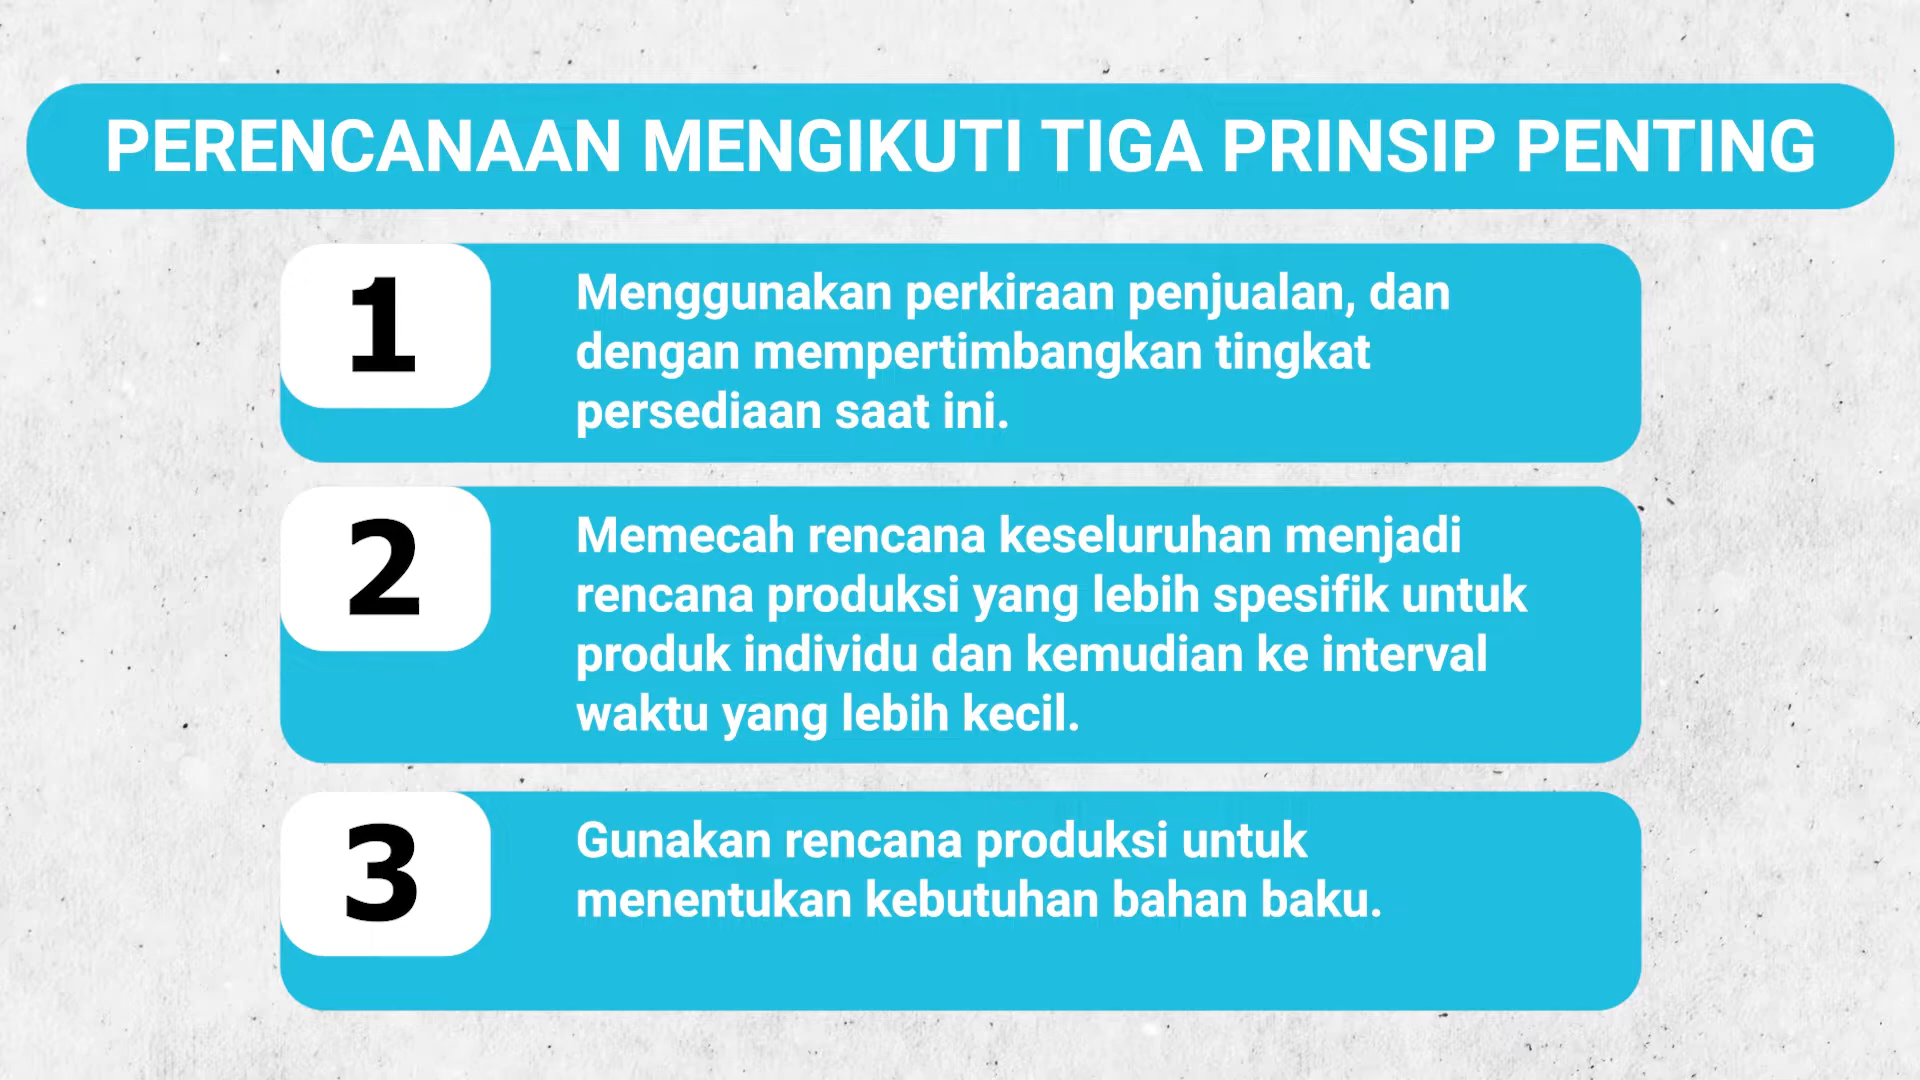 PERENCANAAN MENGIKUTI TIGA PRINSIP PENTING
1
Menggunakan perkiraan penjualan, dan
dengan mempertimbangkan tingkat
persediaan saat ini.
2
Memecah rencana keseluruhan menjadi
rencana produksi yang lebih spesifik untuk
produk individu dan kemudian ke interval
waktu yang lebih kecil.
3
Gunakan rencana produksi untuk
menentukan kebutuhan bahan baku.